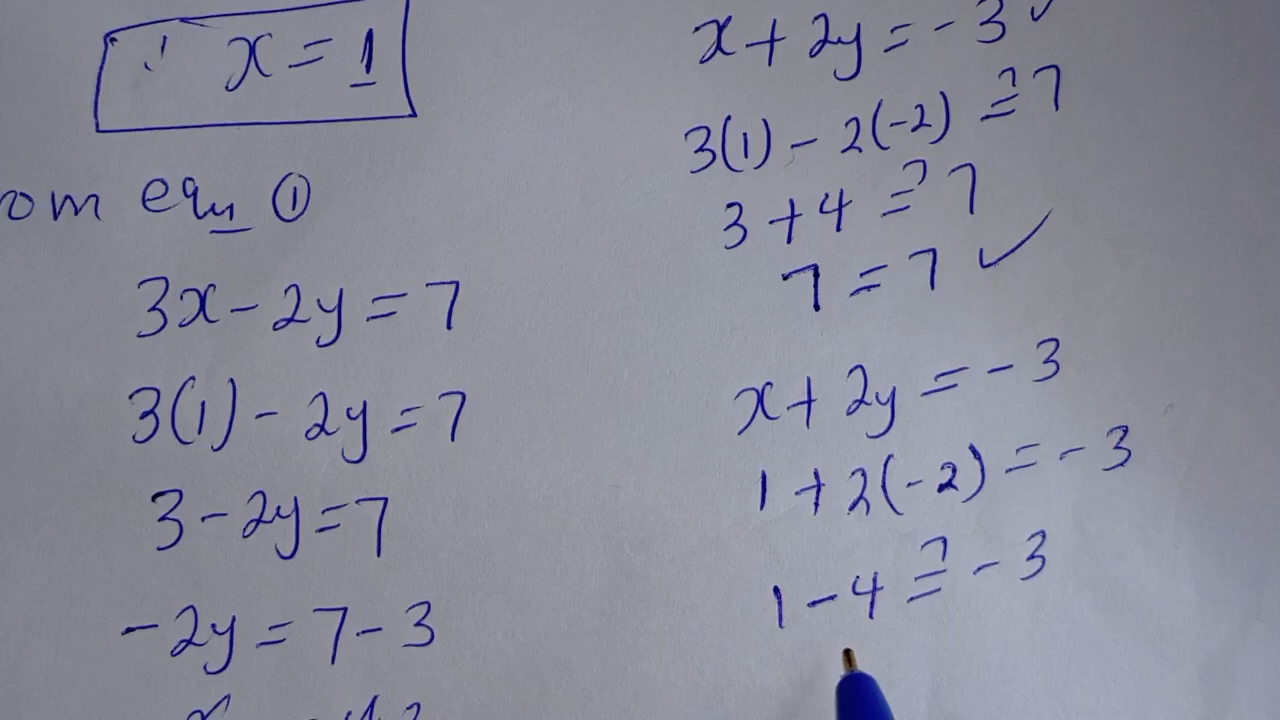 ∴ x = 1
om eqn ①
3x - 2y = 7
3(1) - 2y = 7
3 - 2y = 7
-2y = 7 - 3
x + 2y = -3 ✓
3(1) - 2(-2) ≟ 7
3 + 4 ≟ 7
7 = 7 ✓
x + 2y = -3
1 + 2(-2) = -3
1 - 4 ≟ -3